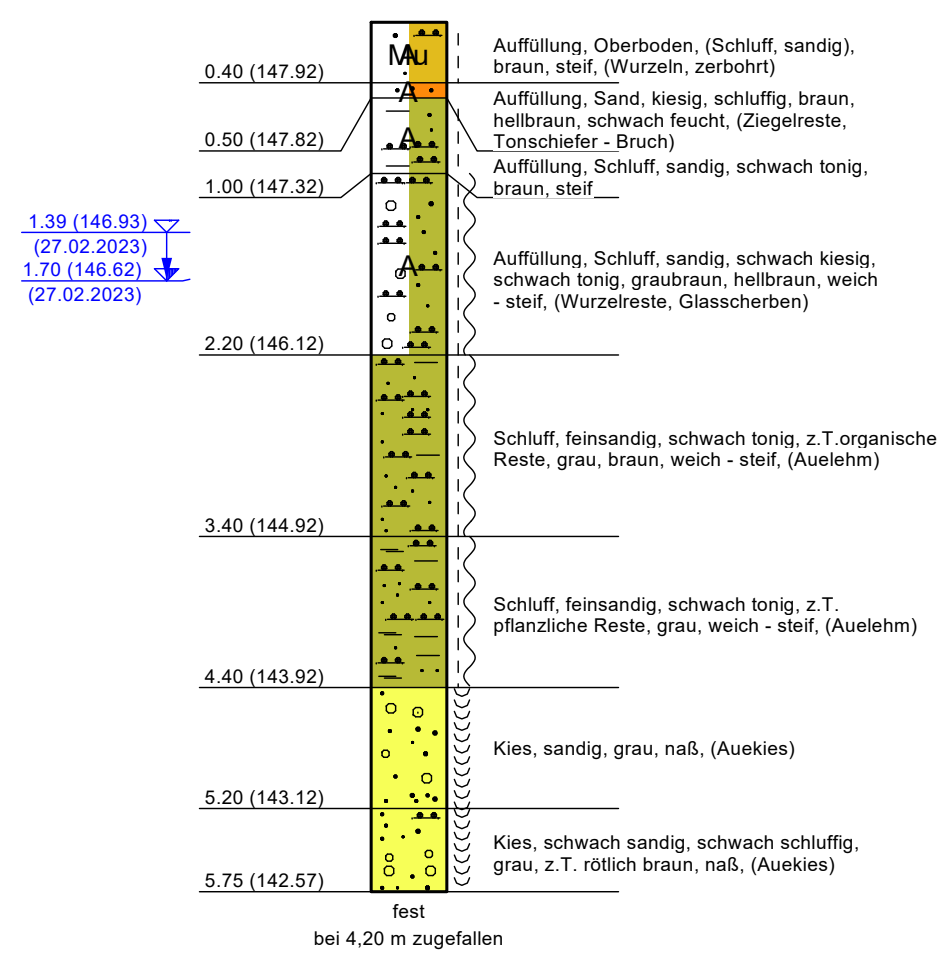 Mu
A
Auffüllung, Oberboden, (Schluff, sandig),
braun, steif, (Wurzeln, zerbohrt)
0.40 (147.92)
A
Auffüllung, Sand, kiesig, schluffig, braun,
hellbraun, schwach feucht, (Ziegelreste,
Tonschiefer - Bruch)
0.50 (147.82)
A
Auffüllung, Schluff, sandig, schwach tonig,
braun, steif
1.00 (147.32)
1.39 (146.93)
(27.02.2023)
1.70 (146.62)
(27.02.2023)
A
Auffüllung, Schluff, sandig, schwach kiesig,
schwach tonig, graubraun, hellbraun, weich
- steif, (Wurzelreste, Glasscherben)
2.20 (146.12)
Schluff, feinsandig, schwach tonig, z.T.organische
Reste, grau, braun, weich - steif, (Auelehm)
3.40 (144.92)
Schluff, feinsandig, schwach tonig, z.T.
pflanzliche Reste, grau, weich - steif, (Auelehm)
4.40 (143.92)
Kies, sandig, grau, naß, (Auekies)
5.20 (143.12)
Kies, schwach sandig, schwach schluffig,
grau, z.T. rötlich braun, naß, (Auekies)
5.75 (142.57)
fest
bei 4,20 m zugefallen